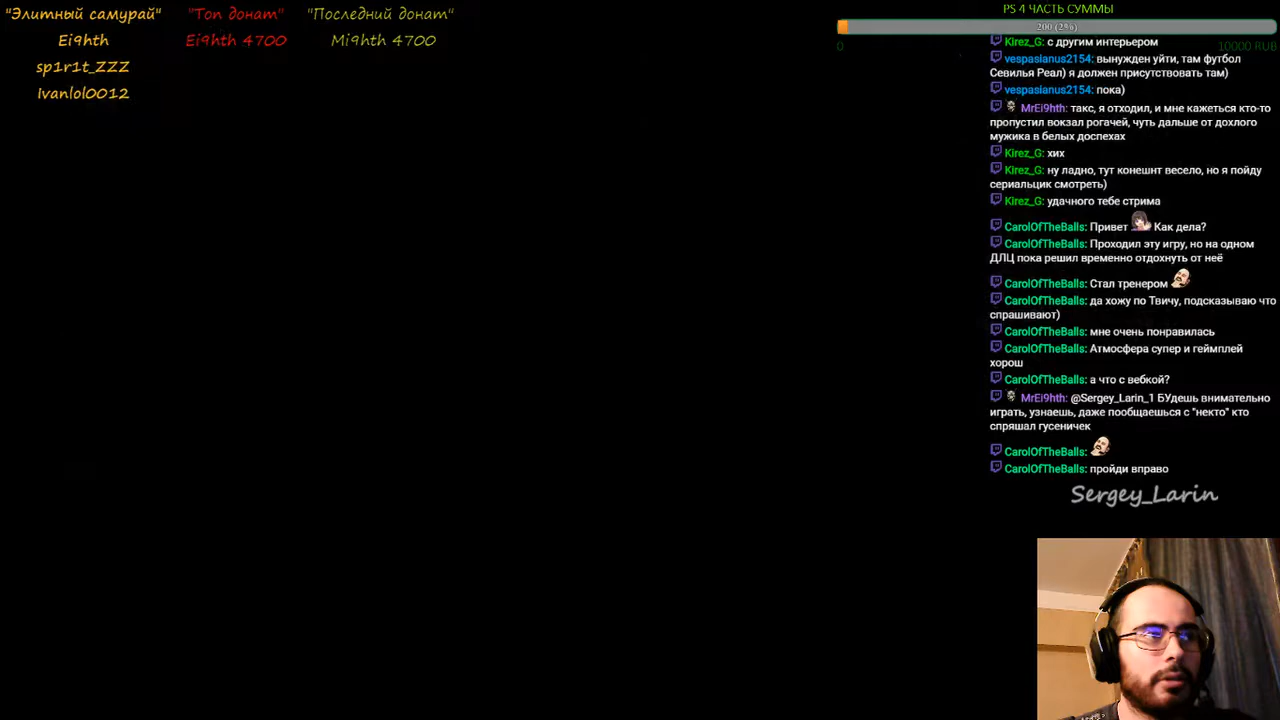 "Элитный самурай"
Ei9hth
sp1r1t_ZZZ
ivanlol0012
"Топ донат"
Ei9hth 4700
"Последний донат"
Mi9hth 4700
PS 4 ЧАСТЬ СУММЫ
200 (2%)
0
10000 RUB
Kirez_G: с другим интерьером
vespasianus2154: вынужден уйти, там футбол
Севилья Реал) я должен присутствовать там)
vespasianus2154: пока)
MrEi9hth: такс, я отходил, и мне кажеться кто-то
пропустил вокзал рогачей, чуть дальше от дохлого
мужика в белых доспехах
Kirez_G: хих
Kirez_G: ну ладно, тут конешнт весело, но я пойду
сериальцик смотреть)
Kirez_G: удачного тебе стрима
CarolOfTheBalls: Привет Как дела?
CarolOfTheBalls: Проходил эту игру, но на одном
ДЛЦ пока решил временно отдохнуть от неё
CarolOfTheBalls: Стал тренером
CarolOfTheBalls: да хожу по Твичу, подсказываю что
спрашивают)
CarolOfTheBalls: мне очень понравилась
CarolOfTheBalls: Атмосфера супер и геймплей
хорош
CarolOfTheBalls: а что с вебкой?
MrEi9hth: @Sergey_Larin_1 БУдешь внимательно
играть, узнаешь, даже пообщаешься с "некто" кто
спряшал гусеничек
CarolOfTheBalls:
CarolOfTheBalls: пройди вправо
Sergey_Larin